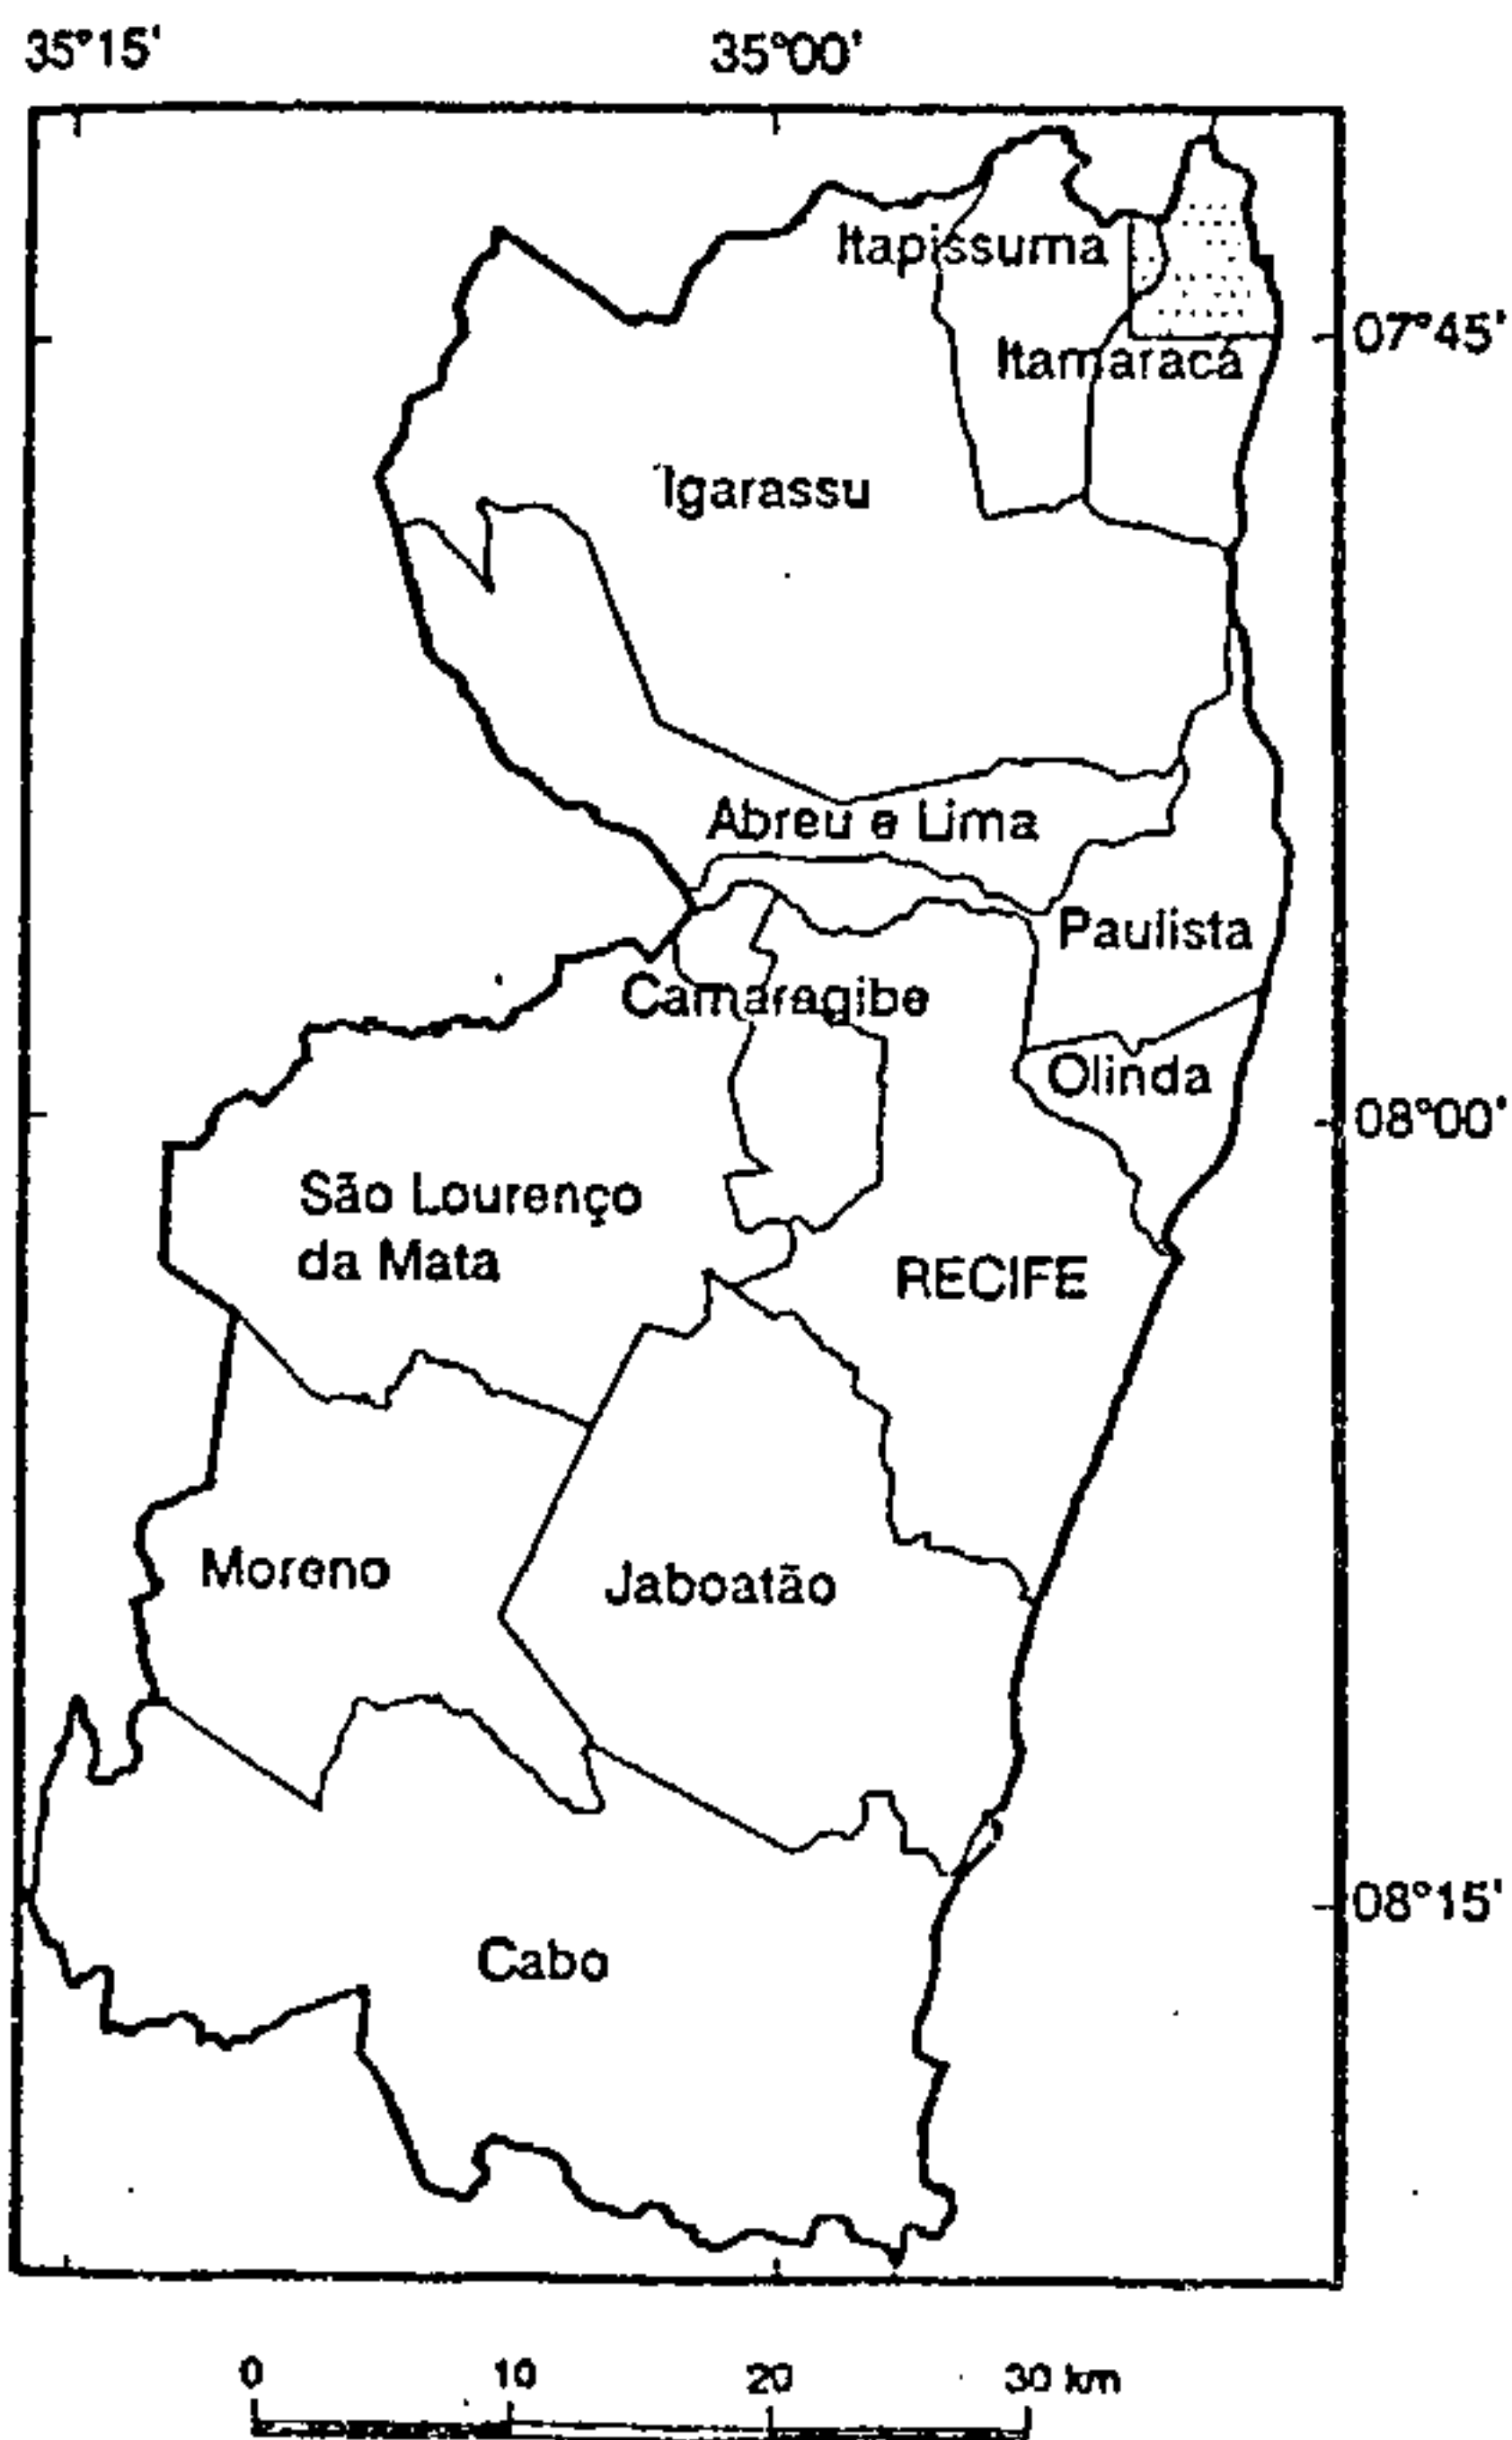 35°15' 35°00'
Itapissuma
07°45'
Itamaracá
Igarassu
Abreu e Lima
Paulista
Camaragibe
Olinda
08°00'
São Lourenço
da Mata
RECIFE
Moreno
Jaboatão
08°15'
Cabo
0 10 20 30 km